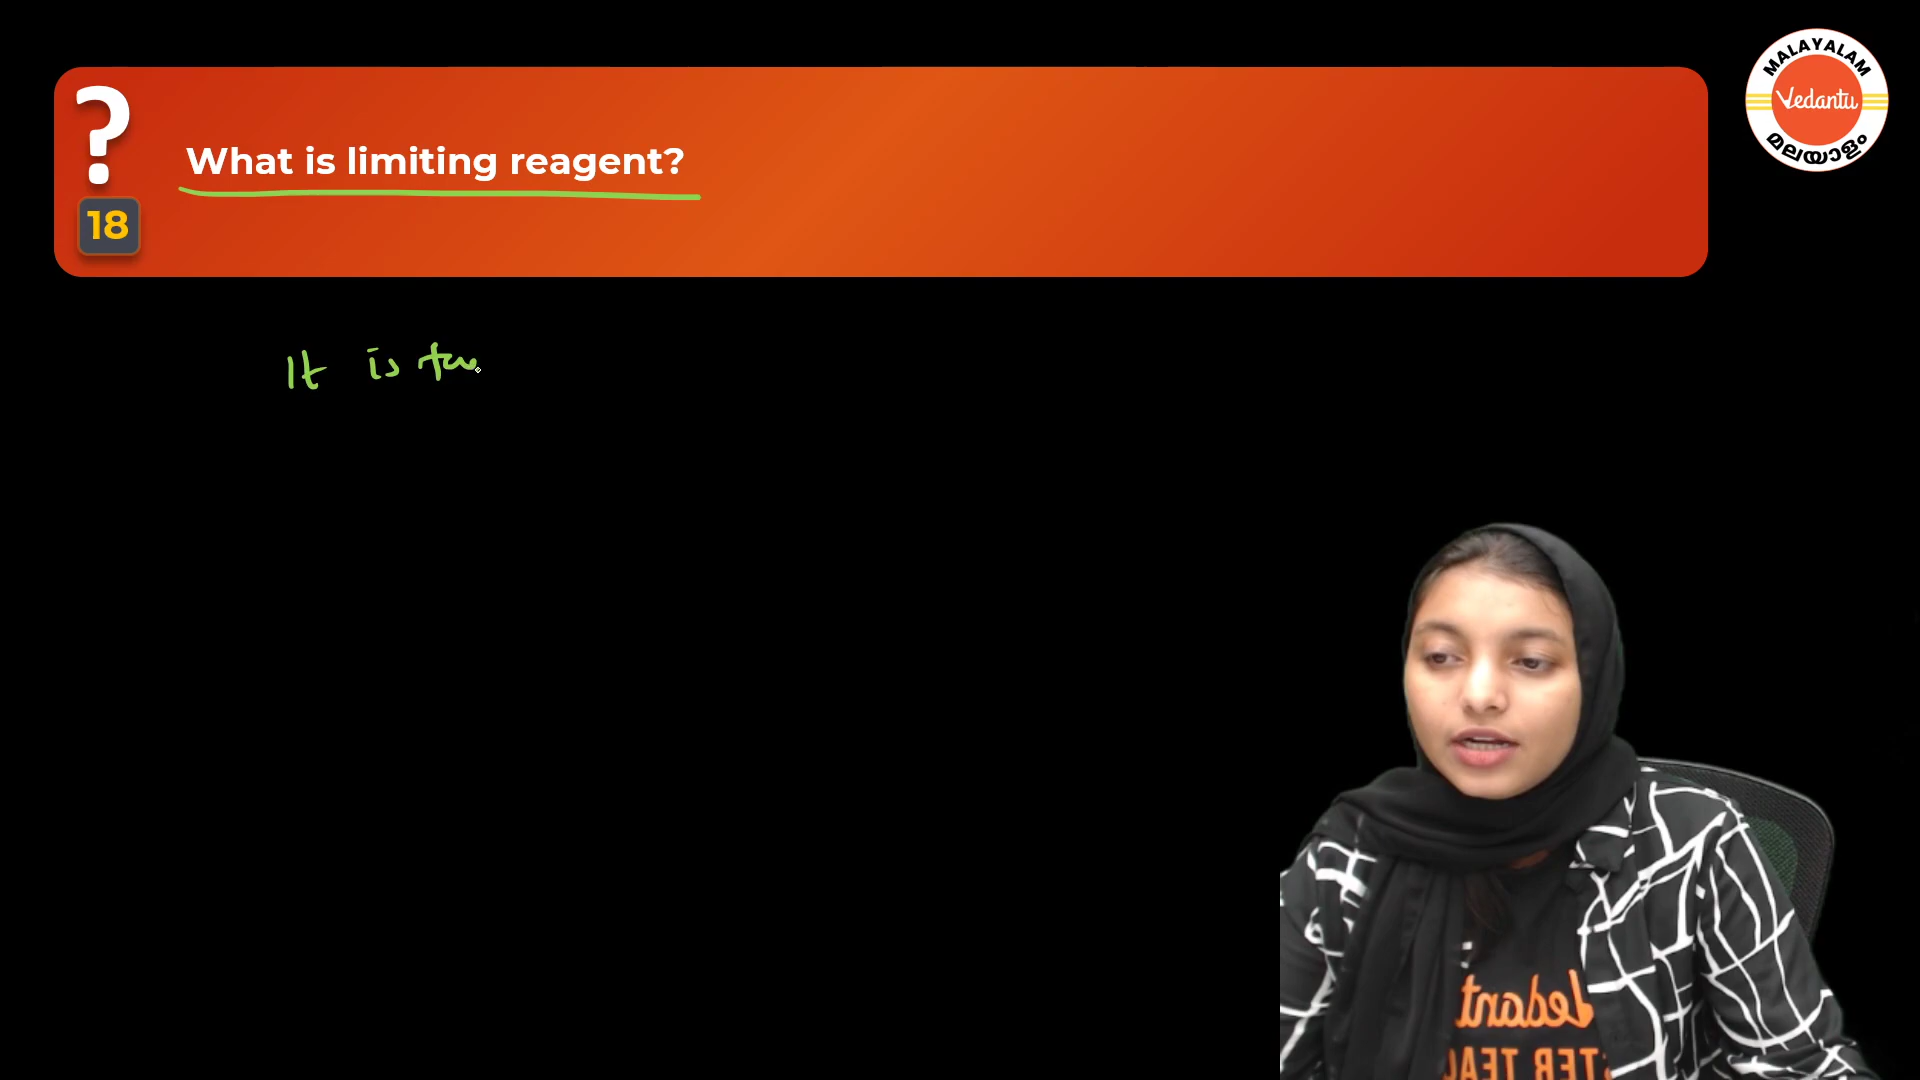 MALAYALAM
Vedantu
മലയാളം
?
What is limiting reagent?
18
It is the